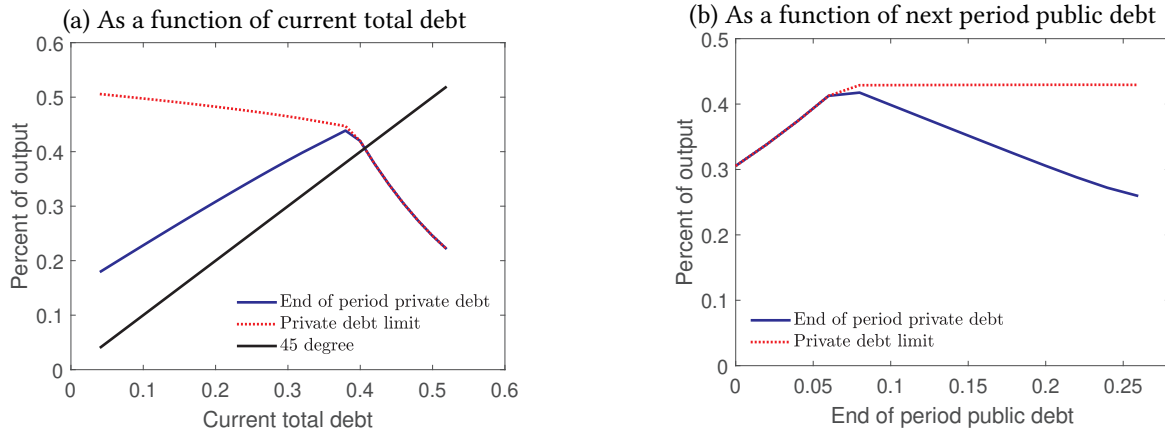 (a) As a function of current total debt
0.6
0.5
0.4
0.3
0.2
0.1
0
Percent of output
End of period private debt
Private debt limit
45 degree
0 0.1 0.2 0.3 0.4 0.5 0.6
Current total debt
(b) As a function of next period public debt
0.5
0.4
0.3
0.2
0.1
0
Percent of output
End of period private debt
Private debt limit
0 0.05 0.1 0.15 0.2 0.25
End of period public debt